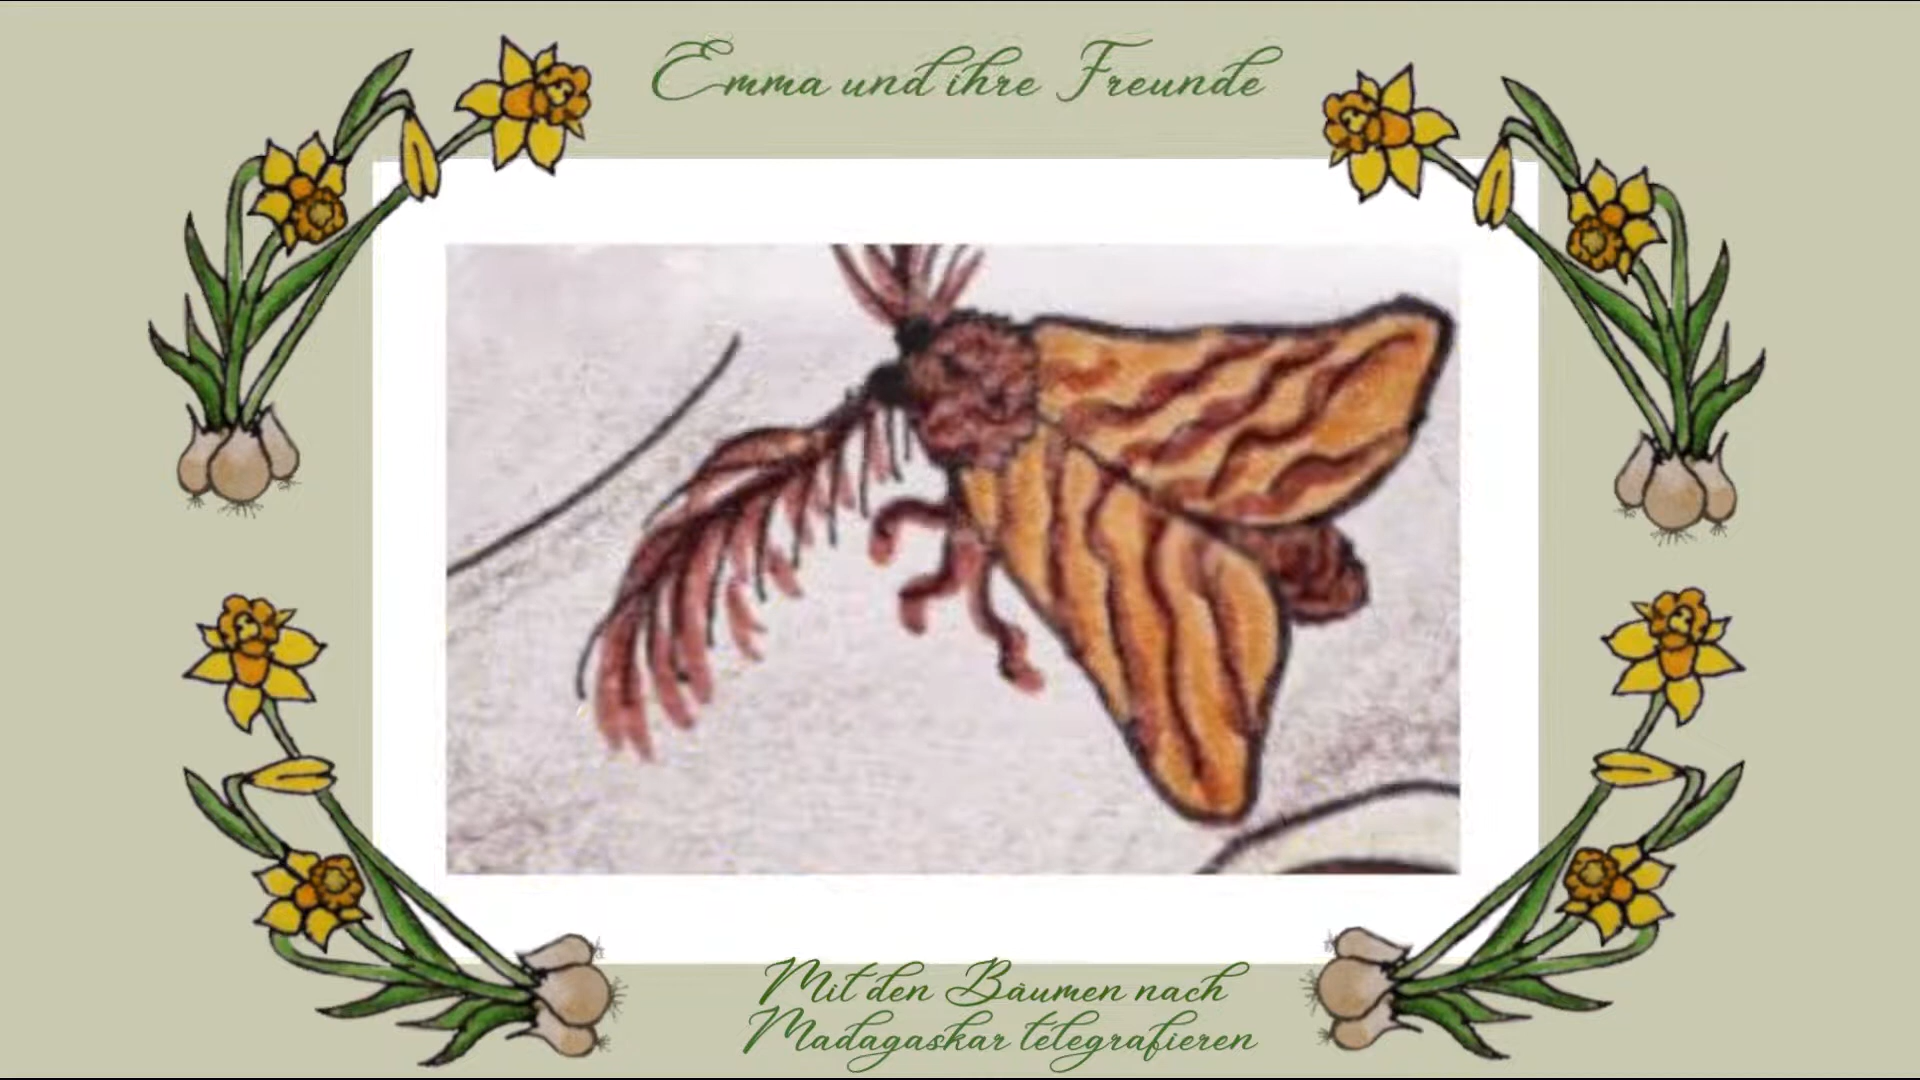 Emma und ihre Freunde
Mit den Bäumen nach
Madagaskar telegrafieren